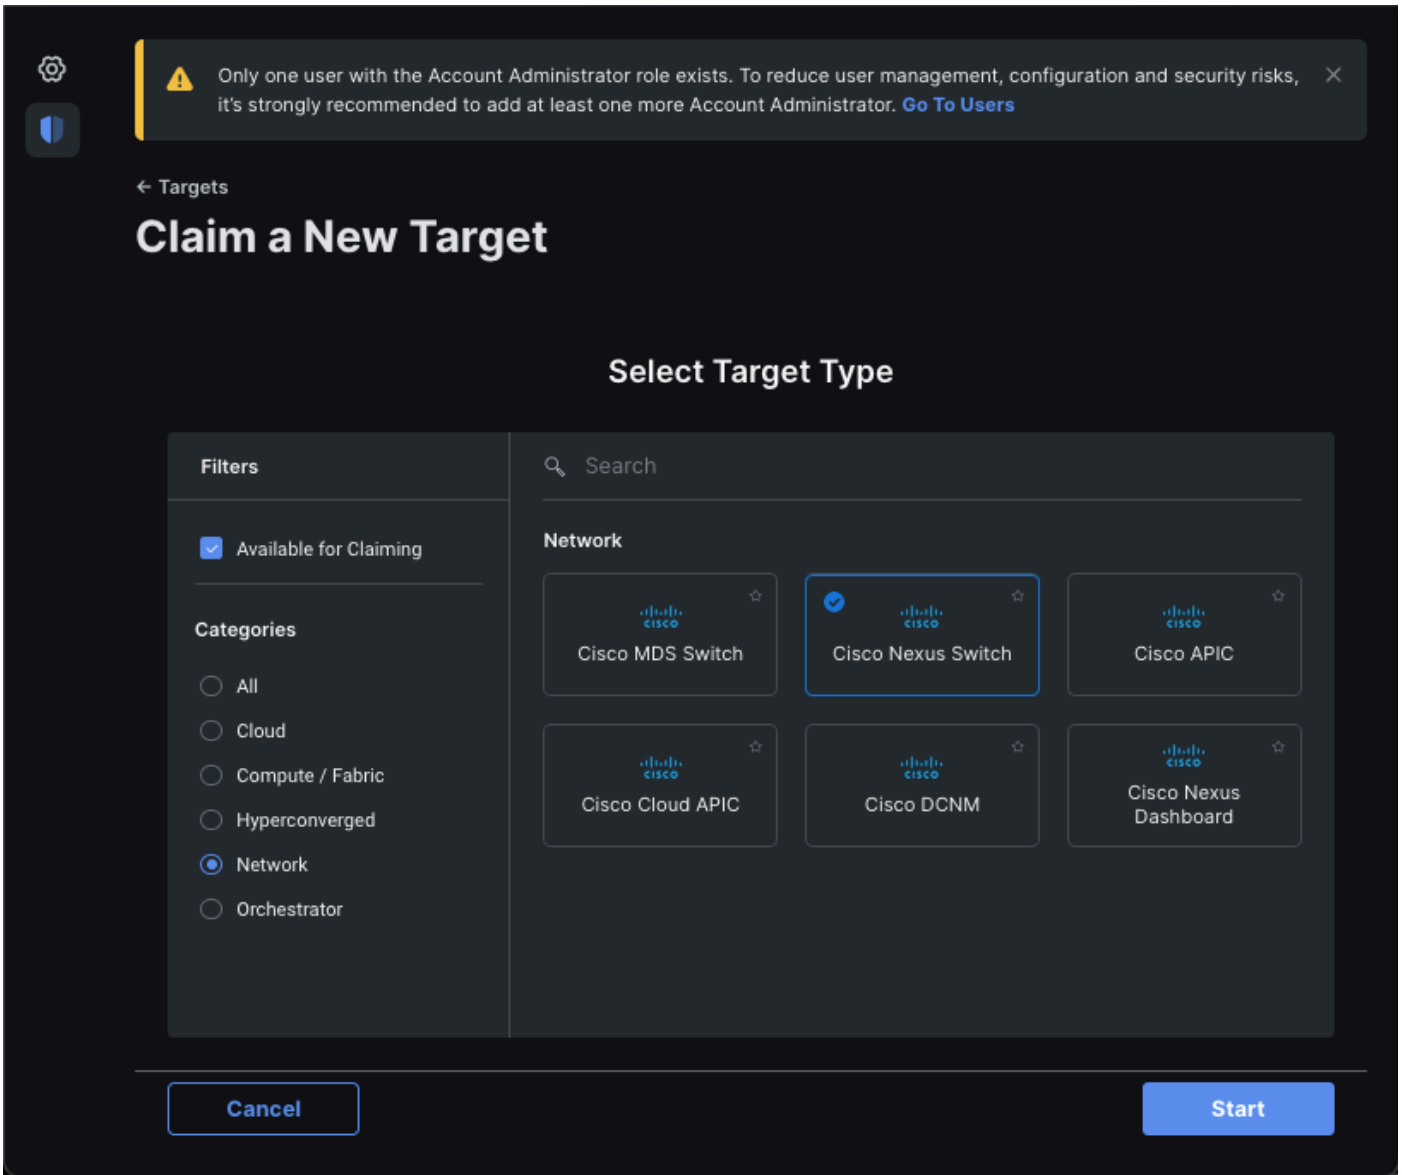 Only one user with the Account Administrator role exists. To reduce user management, configuration and security risks,
it's strongly recommended to add at least one more Account Administrator. Go To Users
← Targets
Claim a New Target
Select Target Type
Filters
Search
Available for Claiming
Categories
All
Cloud
Compute / Fabric
Hyperconverged
Network
Orchestrator
Network
CISCO
Cisco MDS Switch
CISCO
Cisco Nexus Switch
CISCO
Cisco APIC
CISCO
Cisco Cloud APIC
CISCO
Cisco DCNM
CISCO
Cisco Nexus
Dashboard
Cancel
Start